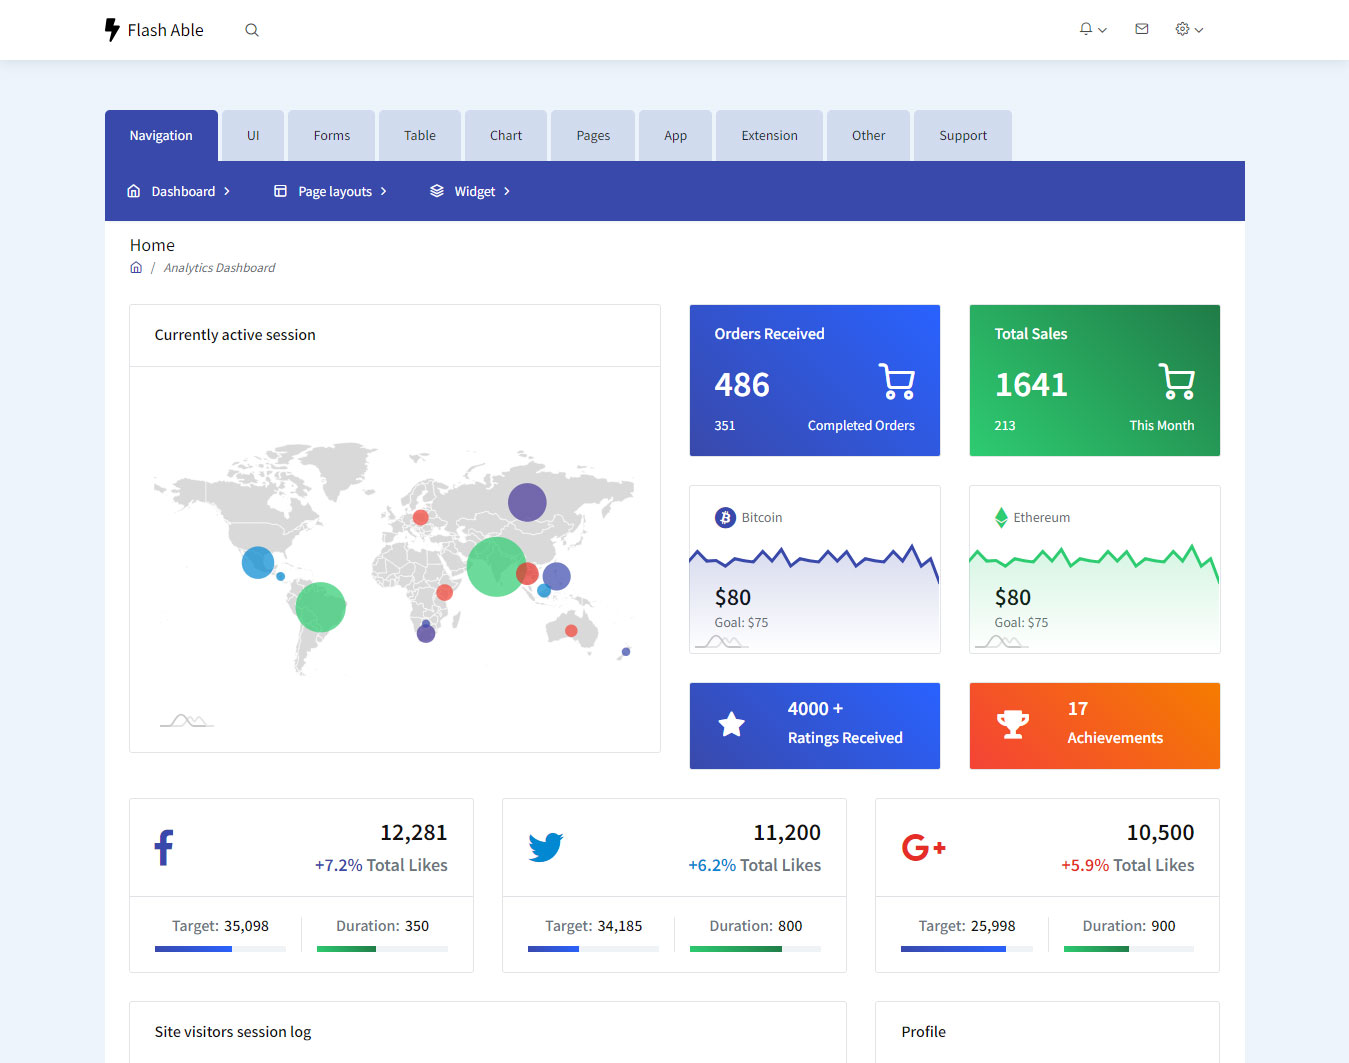 Flash Able
Navigation
UI
Forms
Table
Chart
Pages
App
Extension
Other
Support
Dashboard
Page layouts
Widget
Home
/ Analytics Dashboard
Currently active session
Orders Received
486
351 Completed Orders
Total Sales
1641
213 This Month
Bitcoin
$80
Goal: $75
Ethereum
$80
Goal: $75
4000 +
Ratings Received
17
Achievements
12,281
+7.2% Total Likes
Target: 35,098
Duration: 350
11,200
+6.2% Total Likes
Target: 34,185
Duration: 800
G+
10,500
+5.9% Total Likes
Target: 25,998
Duration: 900
Site visitors session log
Profile